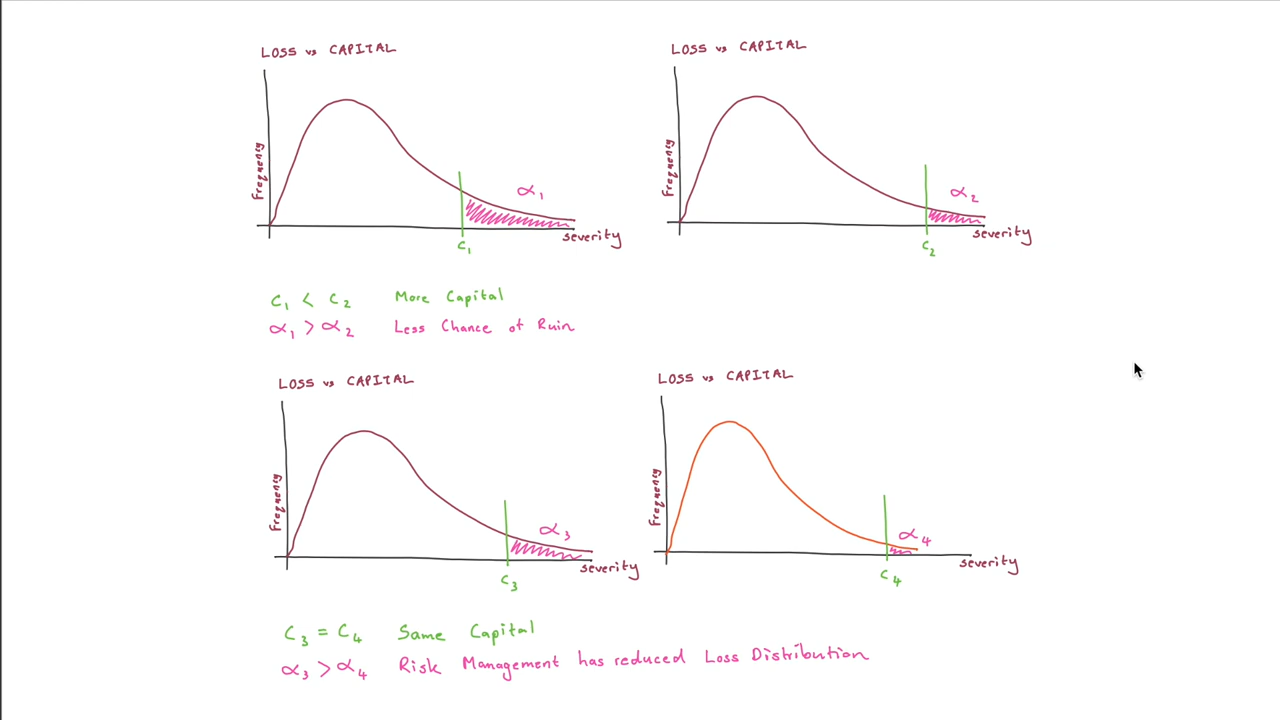 LOSS vs CAPITAL
Frequency
α₁
C₁
severity
LOSS vs CAPITAL
Frequency
α₂
C₂
severity
C₁ < C₂ More Capital
α₁ > α₂ Less Chance of Ruin
LOSS vs CAPITAL
Frequency
α₃
C₃
severity
LOSS vs CAPITAL
Frequency
α₄
C₄
severity
C₃ = C₄ Same Capital
α₃ > α₄ Risk Management has reduced Loss Distribution